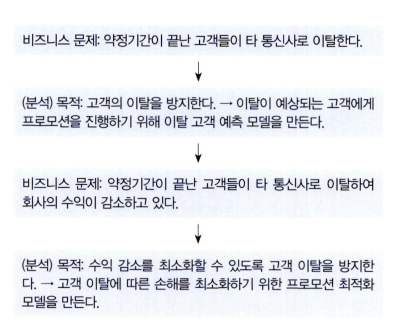 비즈니스 문제: 약정기간이 끝난 고객들이 타 통신사로 이탈한다.
(분석) 목적: 고객의 이탈을 방지한다. → 이탈이 예상되는 고객에게
프로모션을 진행하기 위해 이탈 고객 예측 모델을 만든다.
비즈니스 문제: 약정기간이 끝난 고객들이 타 통신사로 이탈하여
회사의 수익이 감소하고 있다.
(분석) 목적: 수익 감소를 최소화할 수 있도록 고객 이탈을 방지한
다. → 고객 이탈에 따른 손해를 최소화하기 위한 프로모션 최적화
모델을 만든다.